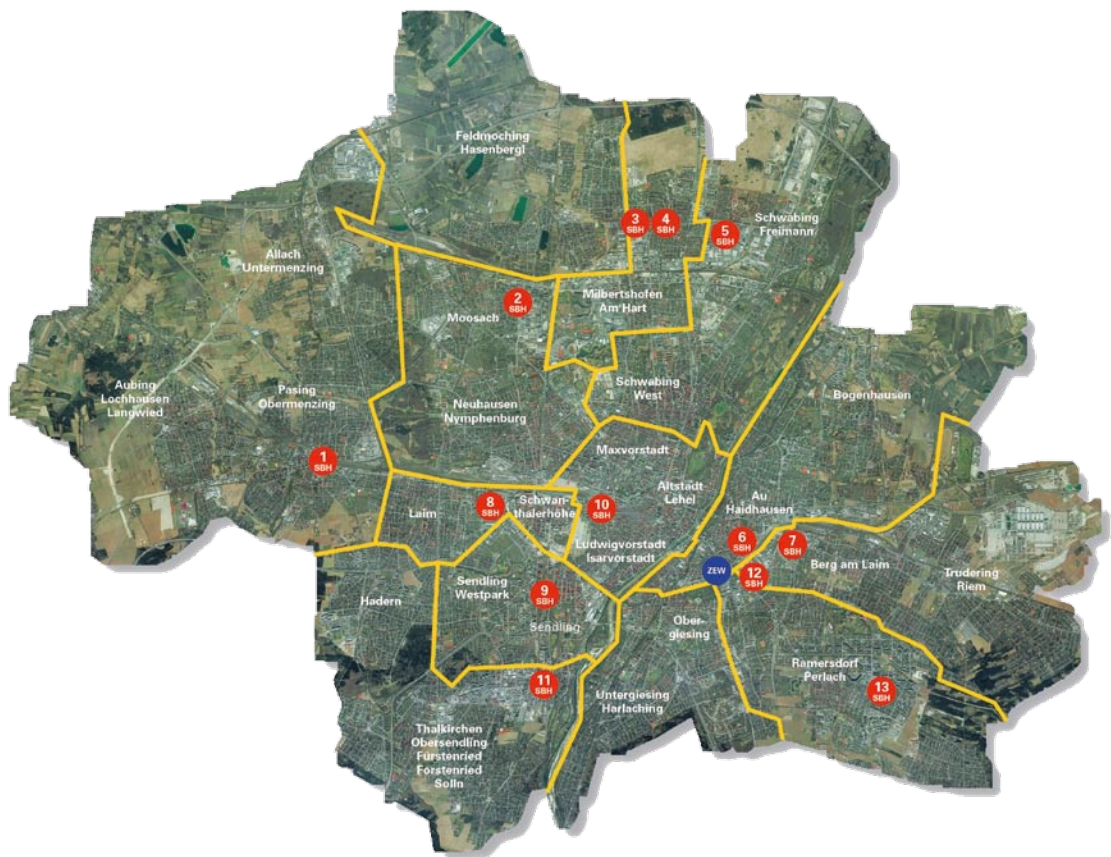 Feldmoching
Hasenbergl
3
SBH
4
SBH
5
SBH
Schwabing
Freimann
Allach
Untermenzing
2
SBH
Moosach
Milbertshofen
Am Hart
Aubing
Lochhausen
Langwied
Pasing
Obermenzing
Neuhausen
Nymphenburg
Schwabing
West
Bogenhausen
1
SBH
Maxvorstadt
Altstadt
Lehel
Laim
8
SBH
Schwan-
thalerhöhe
10
SBH
Au
Haidhausen
Ludwigvorstadt
Isarvorstadt
6
SBH
7
SBH
Berg am Laim
Trudering
Riem
ZEW
12
SBH
Hadern
Sendling
Westpark
9
SBH
Sendling
Ober-
giesing
11
SBH
Untergiesing
Harlaching
Ramersdorf
Perlach
13
SBH
Thalkirchen
Obersendling
Fürstenried
Forstenried
Solln